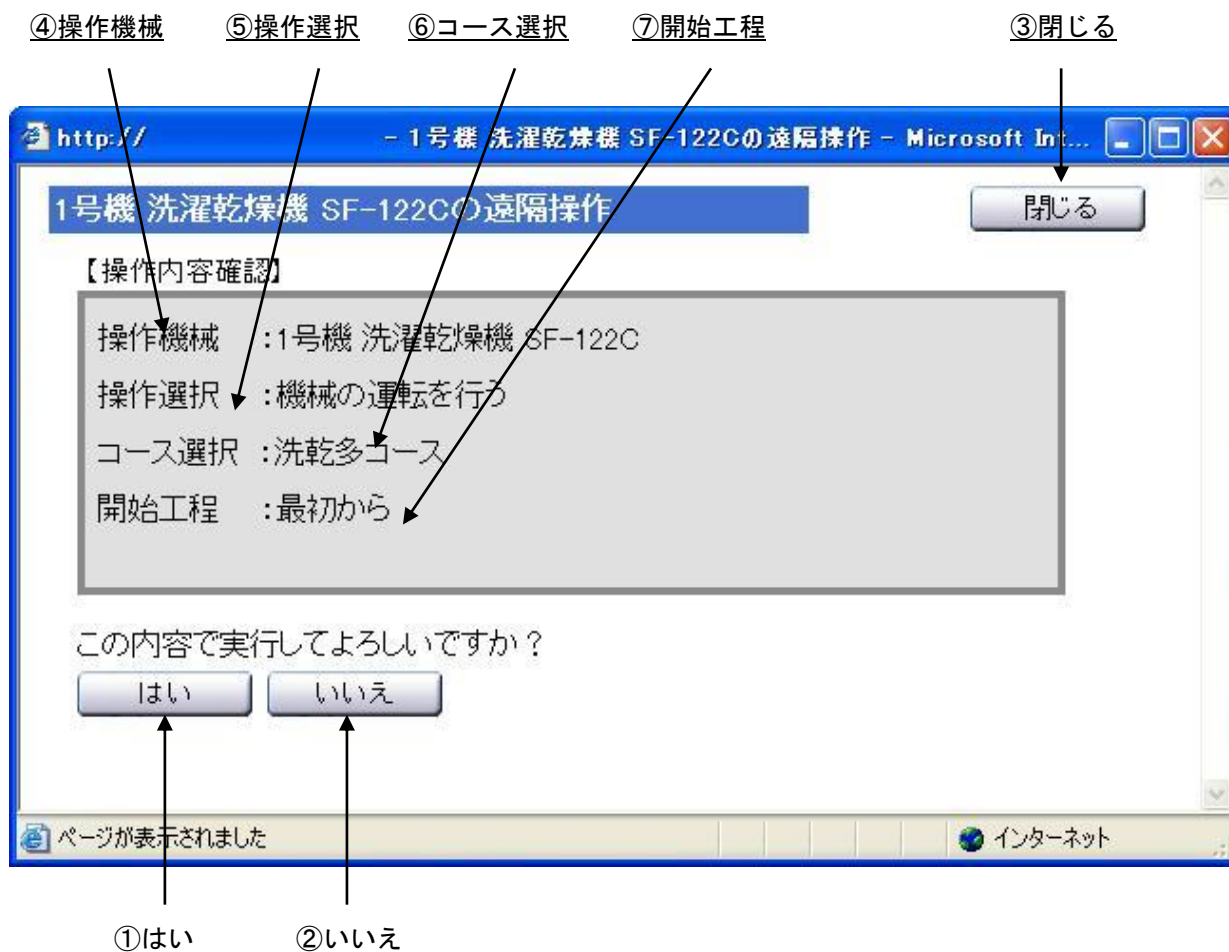 ④操作機械 ⑤操作選択 ⑥コース選択 ⑦開始工程 ③閉じる
http:// - 1号機 洗濯乾燥機 SF-122Cの遠隔操作 - Microsoft Int...
1号機 洗濯乾燥機 SF-122Cの遠隔操作 閉じる
【操作内容確認】
操作機械 :1号機 洗濯乾燥機 SF-122C
操作選択 :機械の運転を行う
コース選択 :洗乾多コース
開始工程 :最初から
この内容で実行してよろしいですか?
はい いいえ
ページが表示されました インターネット
①はい ②いいえ